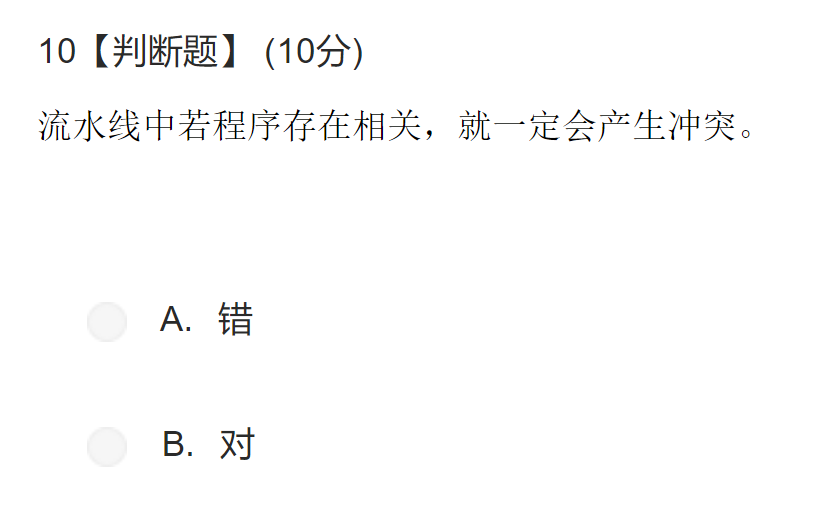 10【判断题】 (10分)
流水线中若程序存在相关，就一定会产生冲突。
A. 错
B. 对